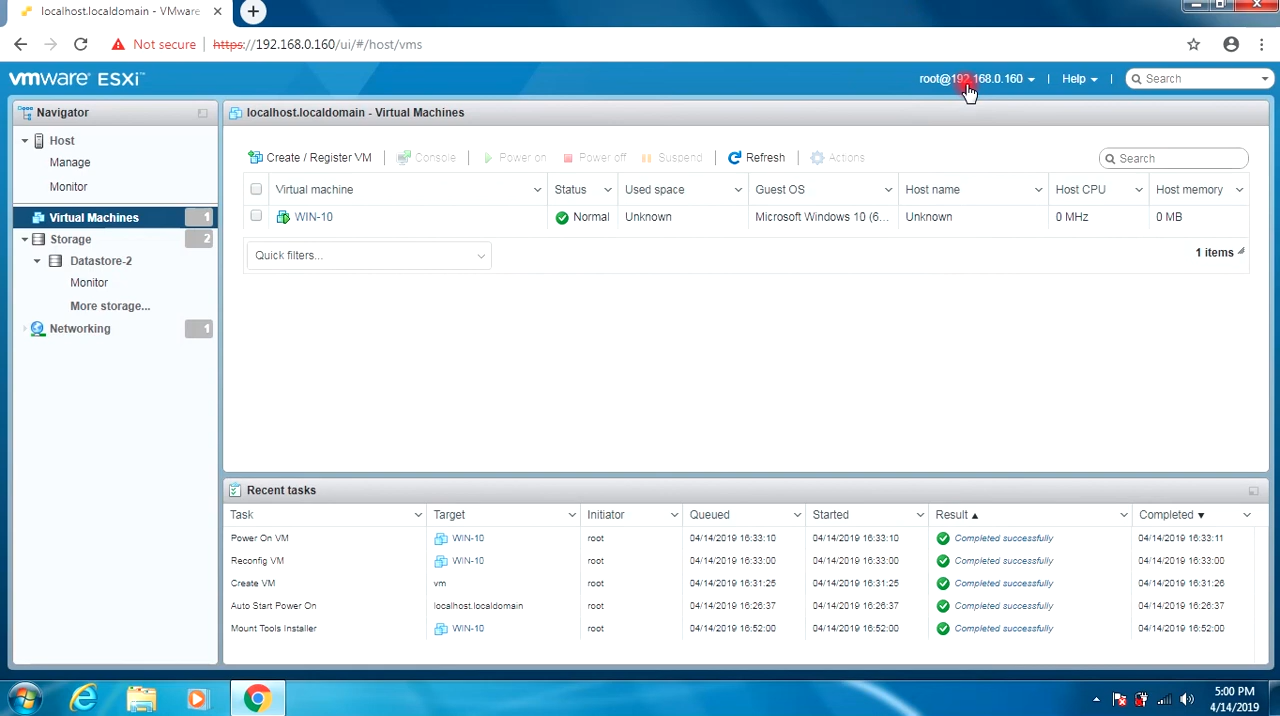 localhost.localdomain - VMware
Not secure | https://192.168.0.160/ui/#/host/vms
vmware® ESXi™
root@192.168.0.160
Help
Search
Navigator
Host
Manage
Monitor
Virtual Machines 1
Storage 2
Datastore-2
Monitor
More storage...
Networking 1
localhost.localdomain - Virtual Machines
Create / Register VM | Console | Power on Power off Suspend | Refresh | Actions
Search
Virtual machine Status Used space Guest OS Host name Host CPU Host memory
WIN-10 Normal Unknown Microsoft Windows 10 (6... Unknown 0 MHz 0 MB
Quick filters...
1 items
Recent tasks
Task Target Initiator Queued Started Result Completed
Power On VM WIN-10 root 04/14/2019 16:33:10 04/14/2019 16:33:10 Completed successfully 04/14/2019 16:33:11
Reconfig VM WIN-10 root 04/14/2019 16:33:00 04/14/2019 16:33:00 Completed successfully 04/14/2019 16:33:00
Create VM vm root 04/14/2019 16:31:25 04/14/2019 16:31:25 Completed successfully 04/14/2019 16:31:26
Auto Start Power On localhost.localdomain root 04/14/2019 16:26:37 04/14/2019 16:26:37 Completed successfully 04/14/2019 16:26:37
Mount Tools Installer WIN-10 root 04/14/2019 16:52:00 04/14/2019 16:52:00 Completed successfully 04/14/2019 16:52:00
5:00 PM
4/14/2019